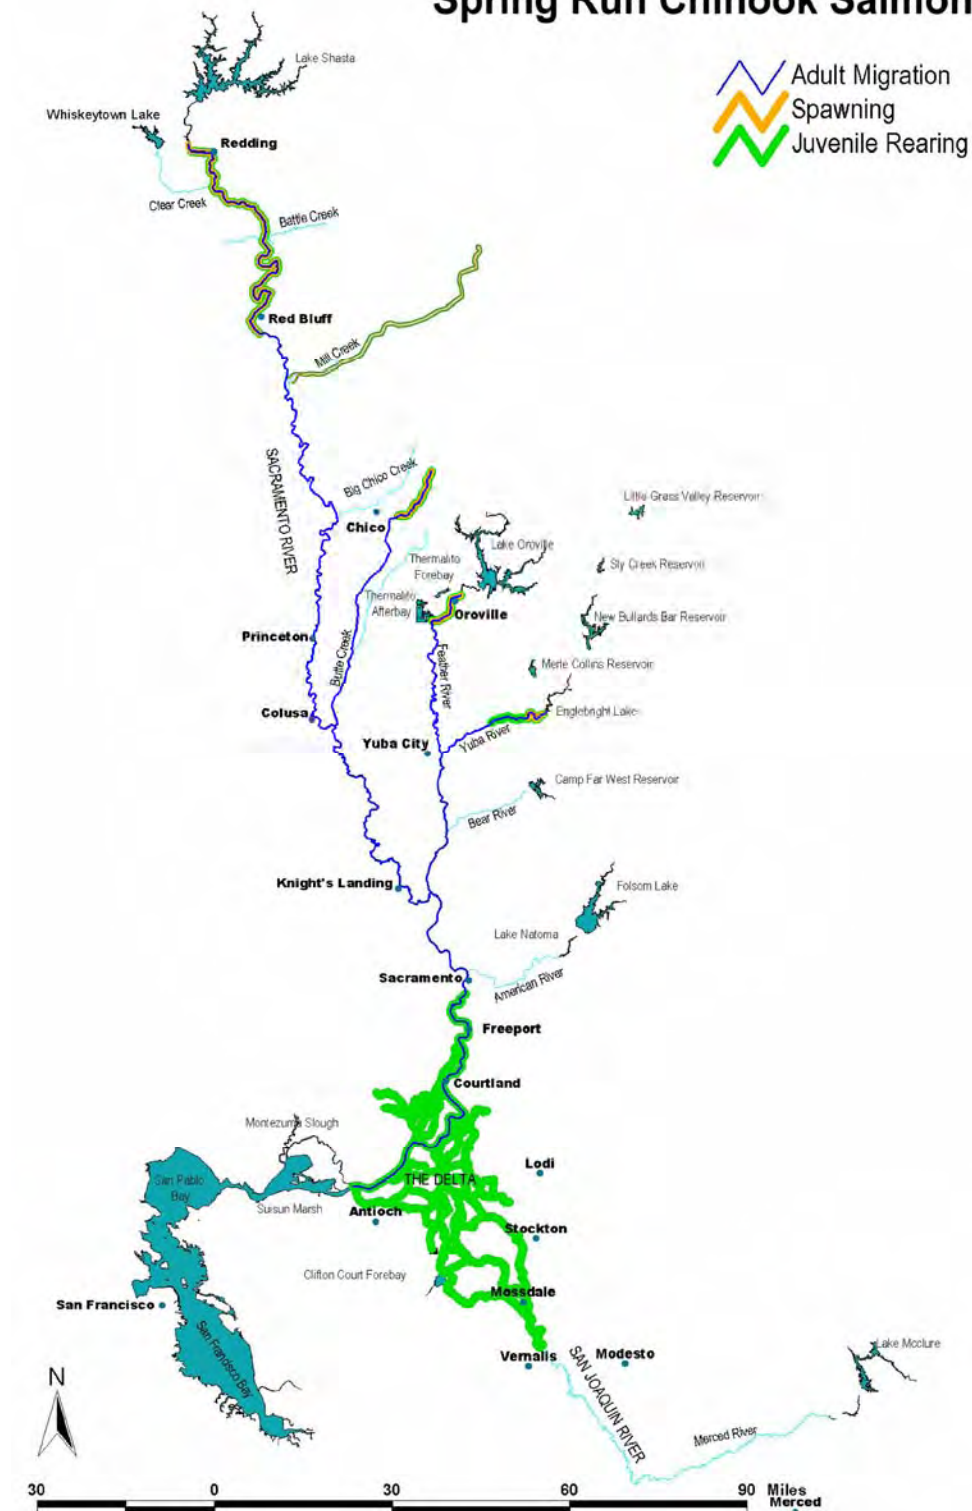 Spring Run Chinook Salmon
Adult Migration
Spawning
Juvenile Rearing
Lake Shasta
Whiskeytown Lake
Redding
Clear Creek
Battle Creek
Red Bluff
Mill Creek
SACRAMENTO RIVER
Big Chico Creek
Chico
Little Grass Valley Reservoir
Lake Oroville
Thermalito
Forebay
Sly Creek Reservoir
Thermalito
Afterbay
Oroville
New Bullards Bar Reservoir
Princeton
Butte Creek
Feather River
Merle Collins Reservoir
Colusa
Englebright Lake
Yuba City
Yuba River
Camp Far West Reservoir
Bear River
Knight's Landing
Folsom Lake
Lake Natoma
Sacramento
American River
Freeport
Courtland
Montezuma Slough
Lodi
San Pablo
Bay
THE DELTA
Suisun Marsh
Antioch
Stockton
Clifton Court Forebay
Mossdale
San Francisco
San Francisco Bay
Vernalis
Modesto
SAN JOAQUIN RIVER
Lake Mcclure
N
Merced River
30 0 30 60 90 Miles
Merced